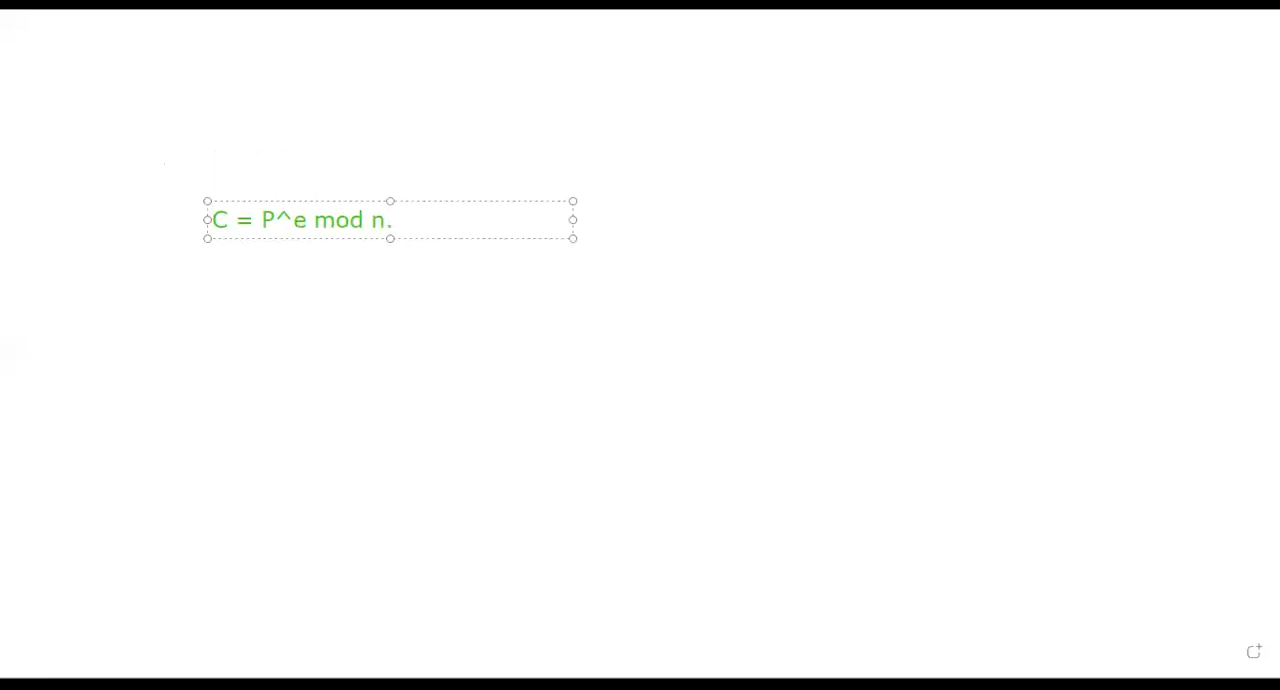 C = P^e mod n.